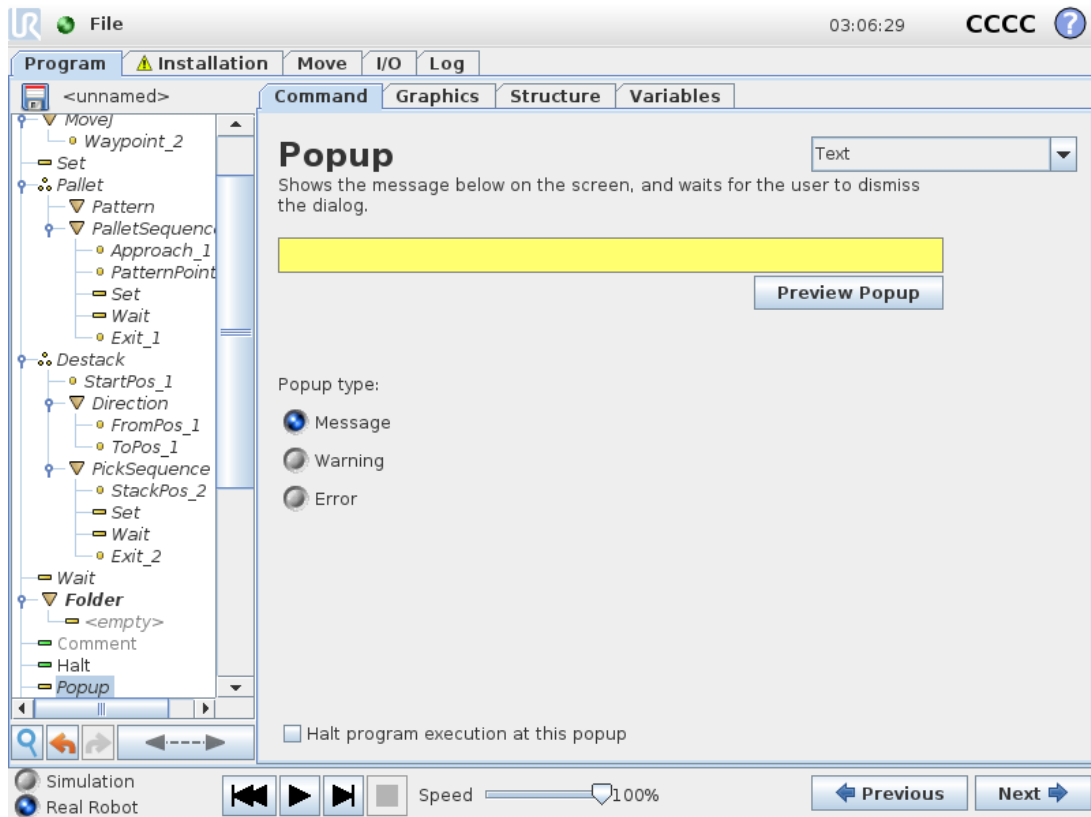 UR File 03:06:29 CCCC ?
Program Installation Move I/O Log
<unnamed>
Command Graphics Structure Variables
MoveJ
Waypoint_2
Set
Pallet
Pattern
PalletSequenc
Approach_1
PatternPoint
Set
Wait
Exit_1
Destack
StartPos_1
Direction
FromPos_1
ToPos_1
PickSequence
StackPos_2
Set
Wait
Exit_2
Wait
Folder
<empty>
Comment
Halt
Popup
Popup
Text
Shows the message below on the screen, and waits for the user to dismiss
the dialog.
Preview Popup
Popup type:
Message
Warning
Error
Halt program execution at this popup
Simulation
Real Robot
Speed 100%
Previous Next